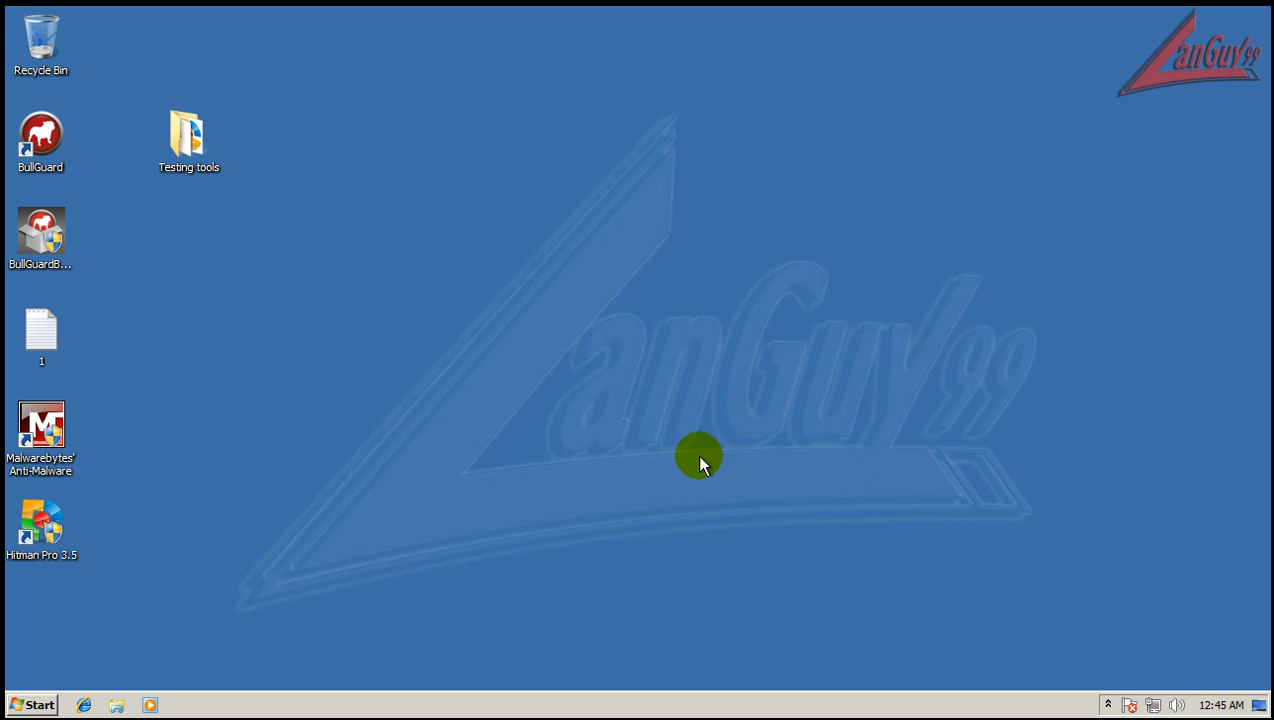 LanGuy99
Recycle Bin
BullGuard
Testing tools
BullGuardB...
LanGuy99
1
Malwarebytes'
Anti-Malware
Hitman Pro 3.5
Start
12:45 AM